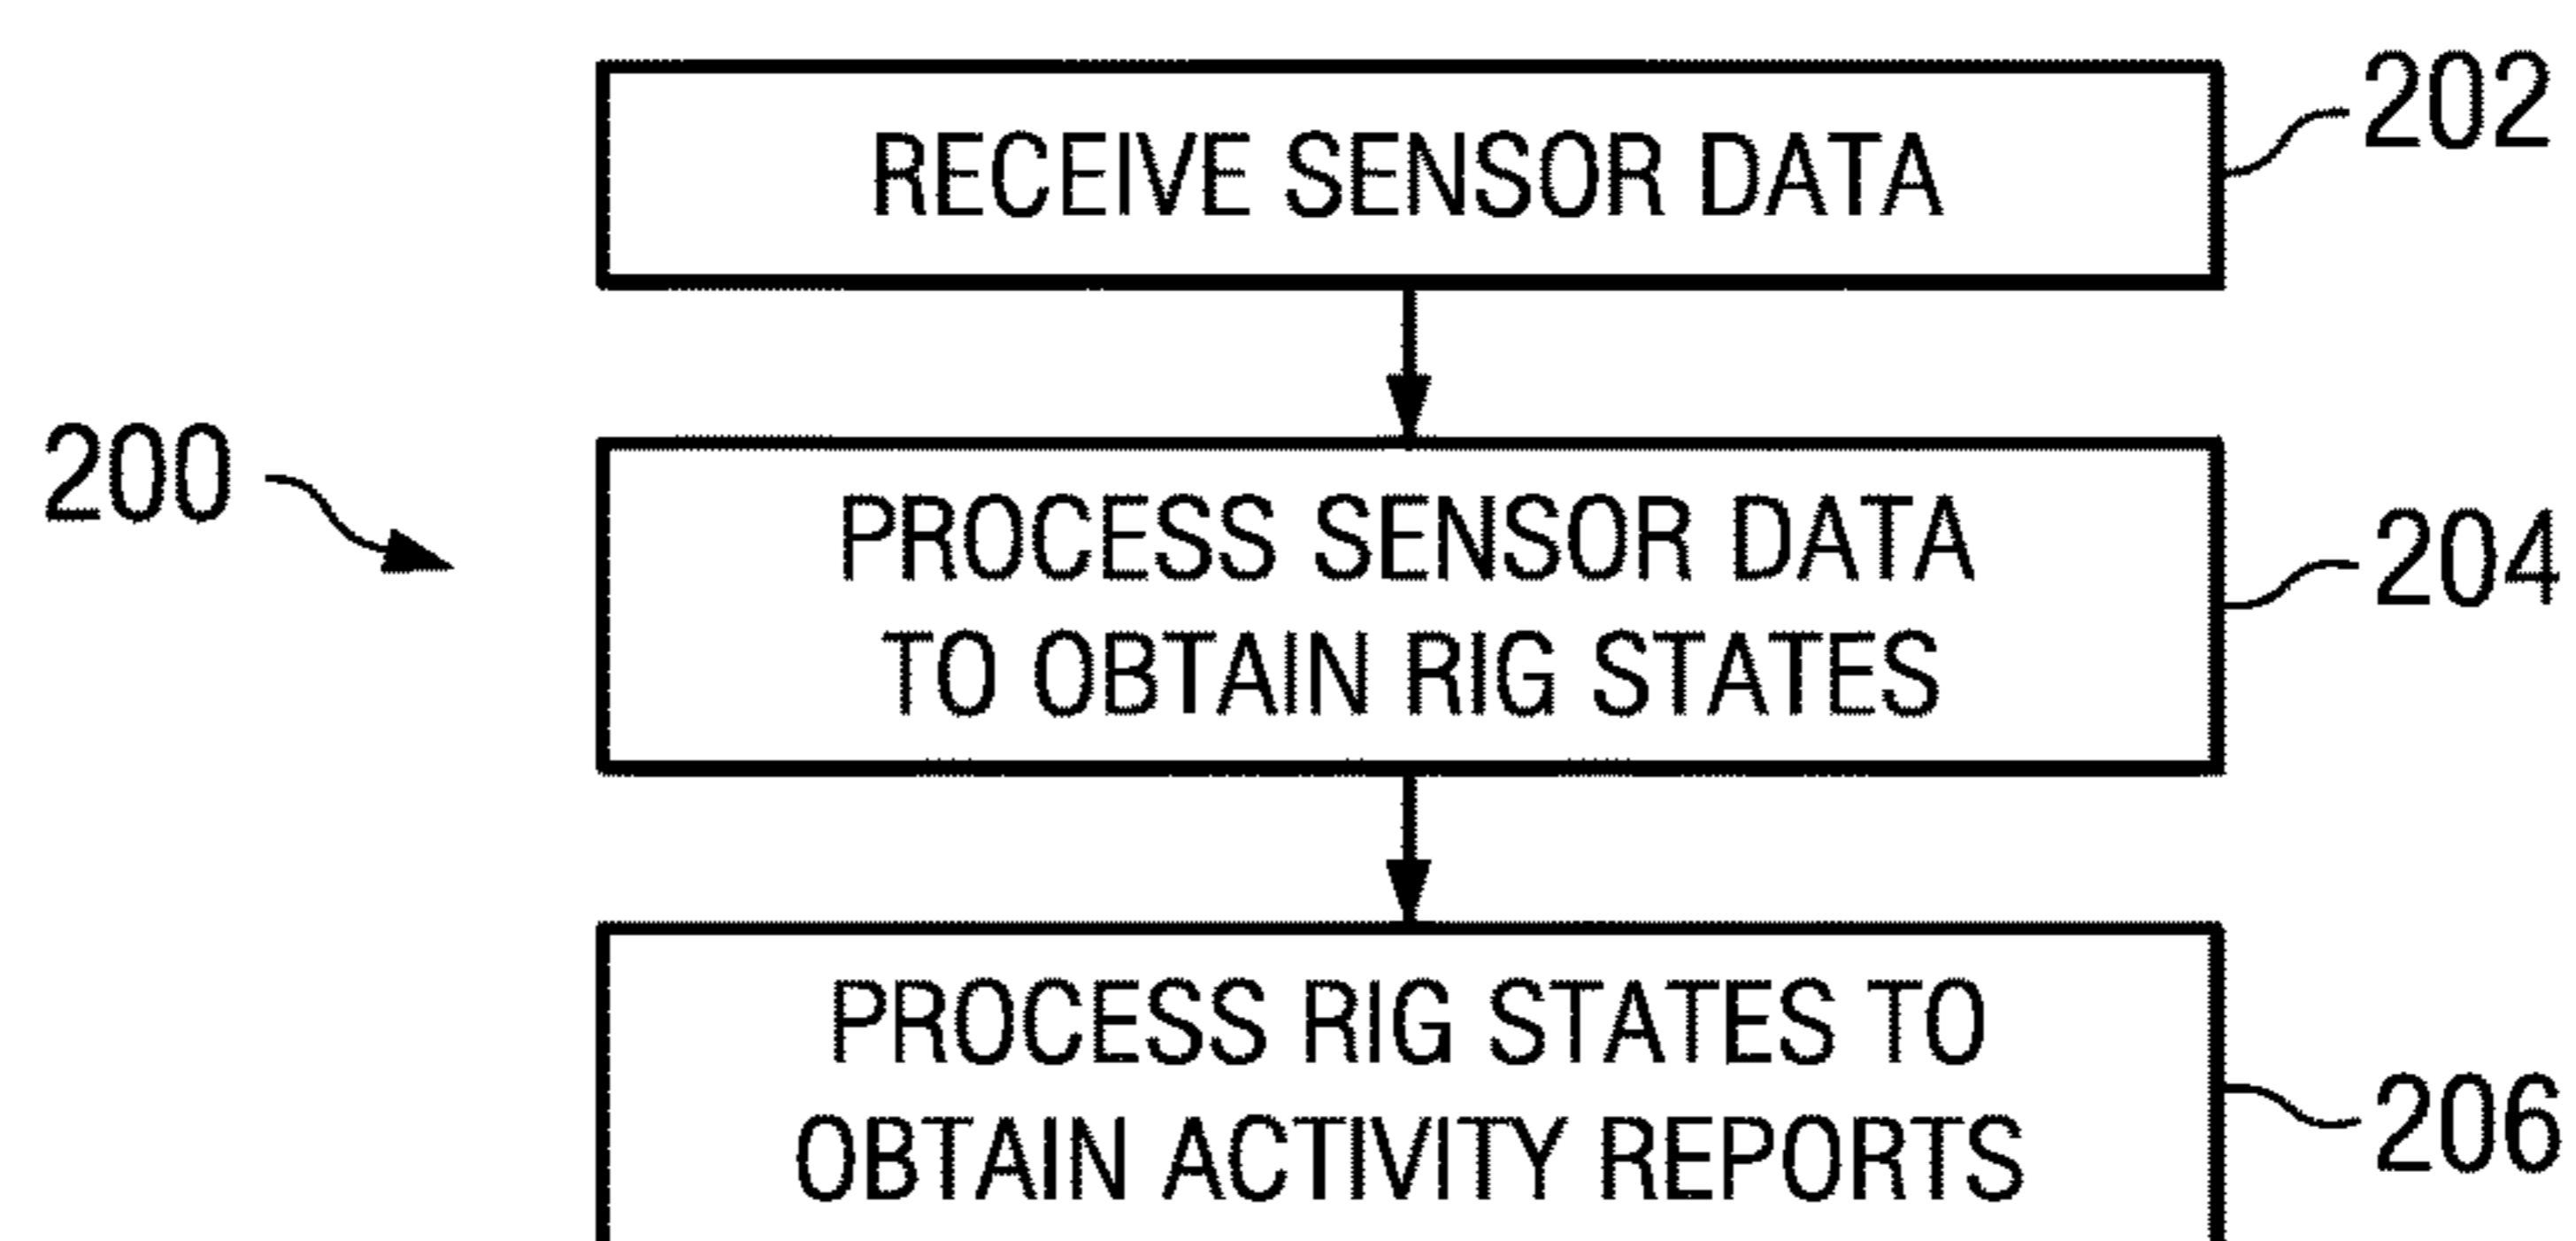 RECEIVE SENSOR DATA
202
200
PROCESS SENSOR DATA
TO OBTAIN RIG STATES
204
PROCESS RIG STATES TO
OBTAIN ACTIVITY REPORTS
206